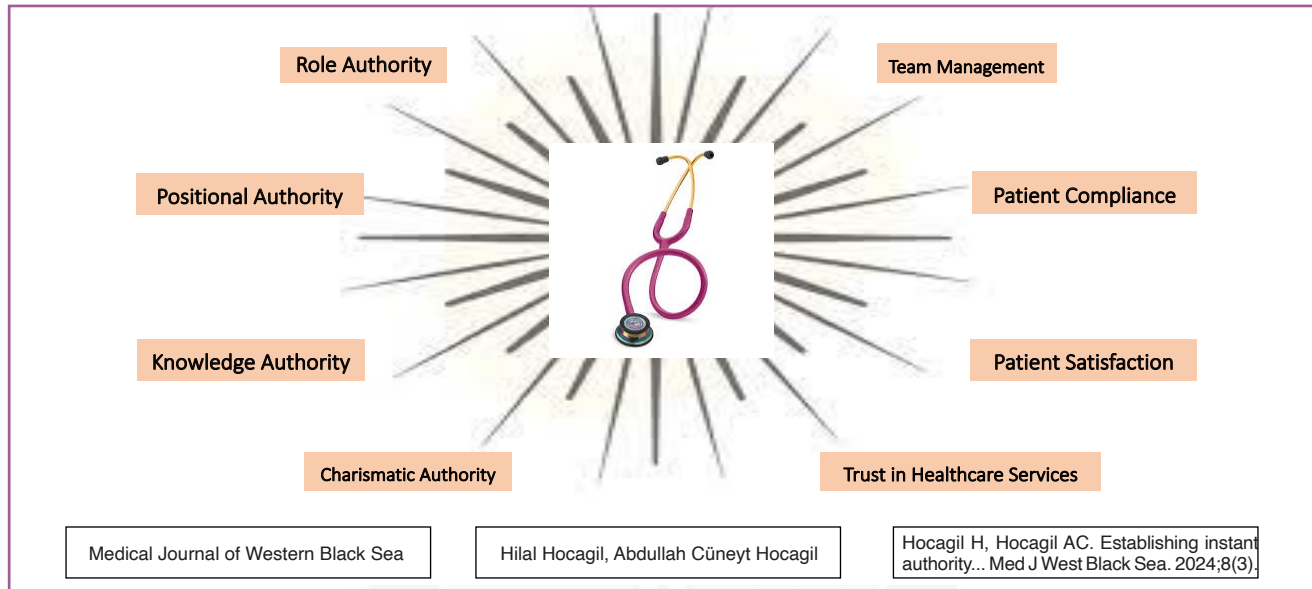 Role Authority
Team Management
Positional Authority
Patient Compliance
Knowledge Authority
Patient Satisfaction
Charismatic Authority
Trust in Healthcare Services
Medical Journal of Western Black Sea
Hilal Hocagil, Abdullah Cüneyt Hocagil
Hocagil H, Hocagil AC. Establishing instant
authority... Med J West Black Sea. 2024;8(3).